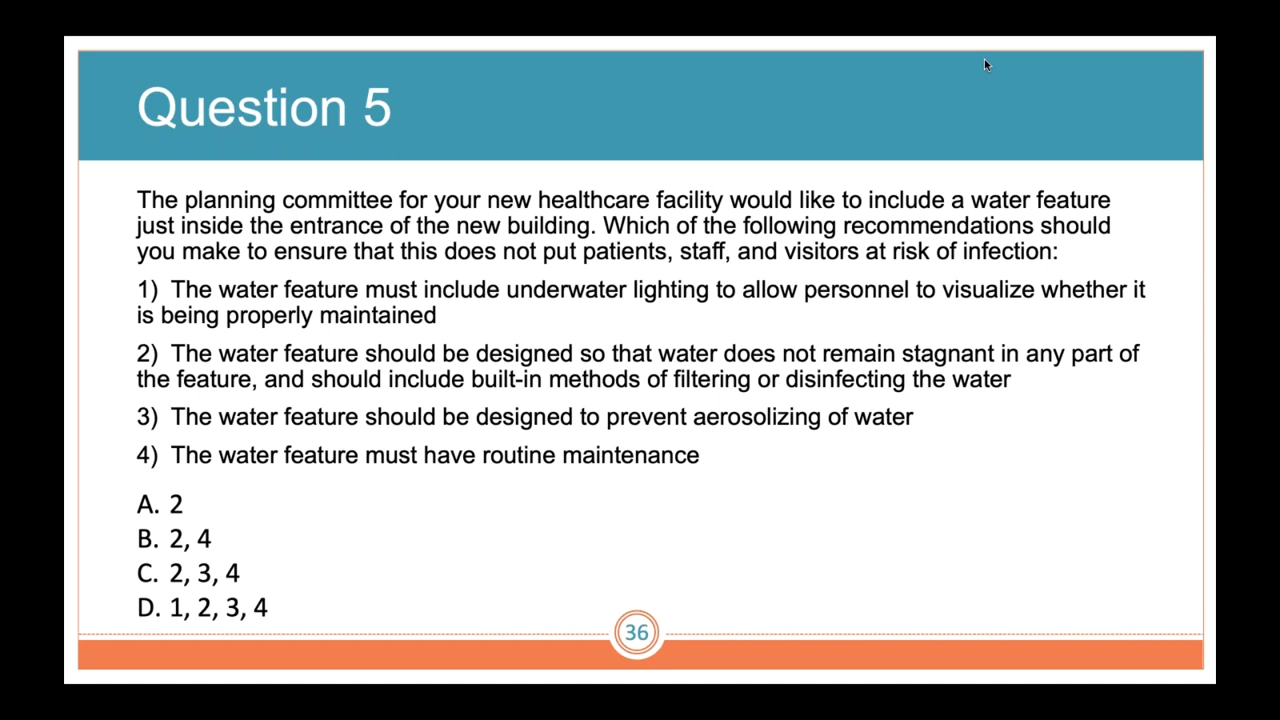 Question 5
The planning committee for your new healthcare facility would like to include a water feature
just inside the entrance of the new building. Which of the following recommendations should
you make to ensure that this does not put patients, staff, and visitors at risk of infection:
1) The water feature must include underwater lighting to allow personnel to visualize whether it
is being properly maintained
2) The water feature should be designed so that water does not remain stagnant in any part of
the feature, and should include built-in methods of filtering or disinfecting the water
3) The water feature should be designed to prevent aerosolizing of water
4) The water feature must have routine maintenance
A. 2
B. 2, 4
C. 2, 3, 4
D. 1, 2, 3, 4
36